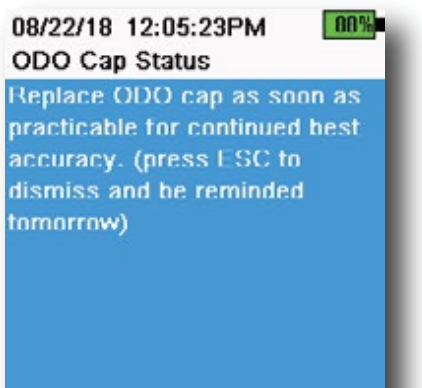 08/22/18 12:05:23PM
ODO Cap Status
Replace ODO cap as soon as
practicable for continued best
accuracy. (press ESC to
dismiss and be reminded
tomorrow)